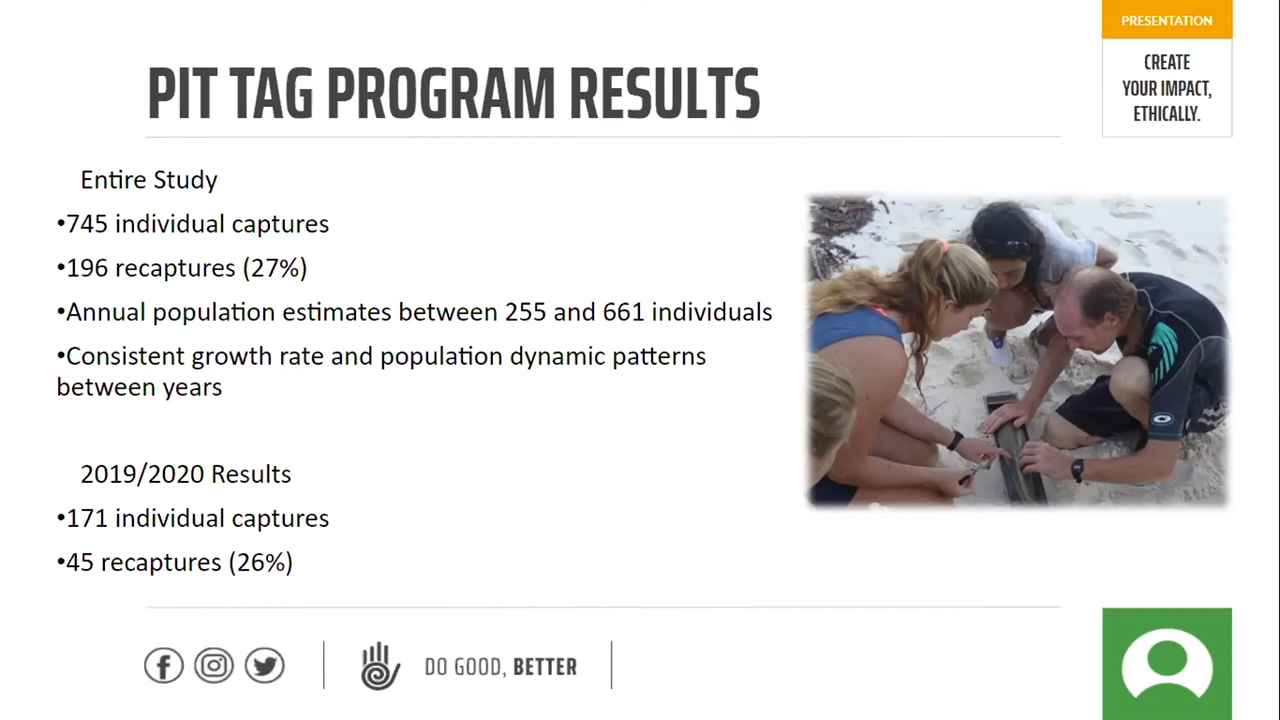 PRESENTATION
CREATE
YOUR IMPACT,
ETHICALLY.
PIT TAG PROGRAM RESULTS
Entire Study
•745 individual captures
•196 recaptures (27%)
•Annual population estimates between 255 and 661 individuals
•Consistent growth rate and population dynamic patterns
between years
2019/2020 Results
•171 individual captures
•45 recaptures (26%)
DO GOOD, BETTER